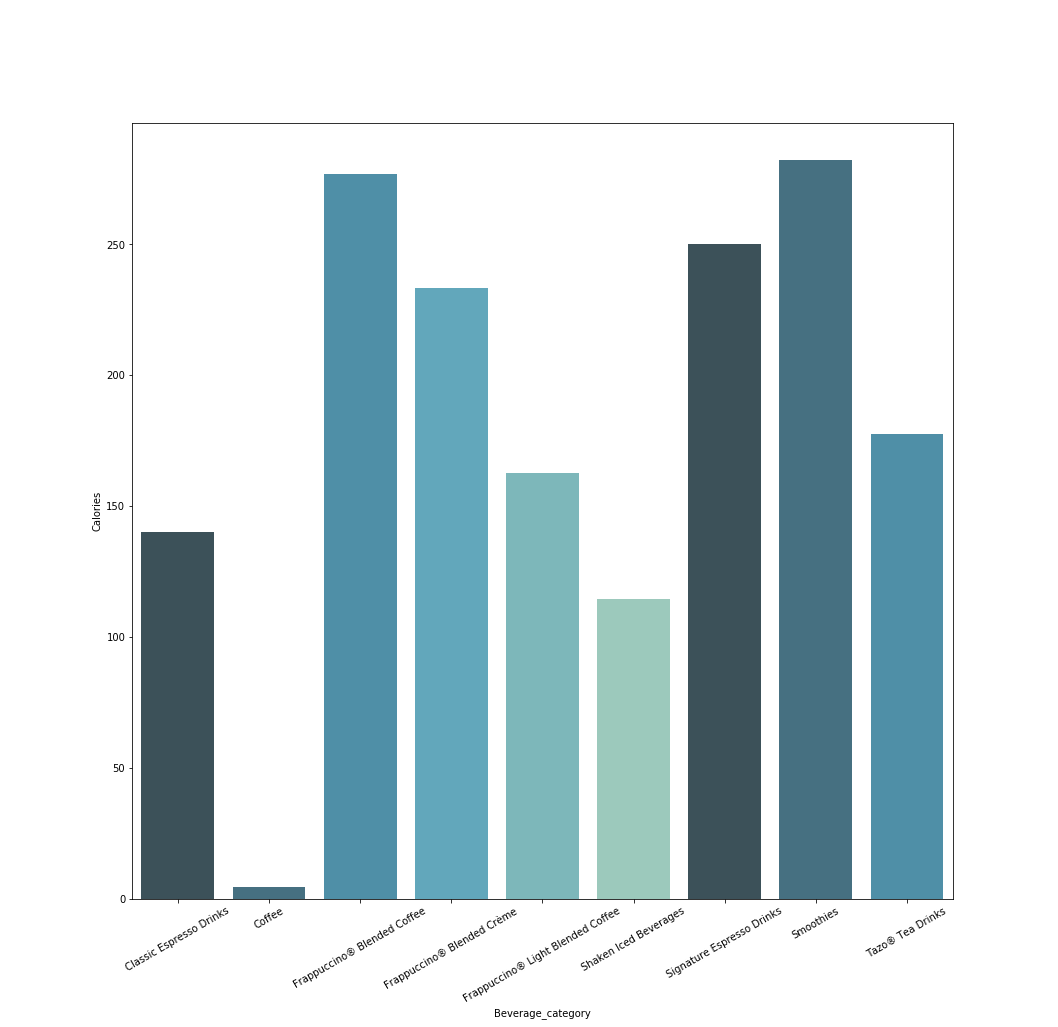 250
200
150
100
50
0
Calories
Classic Espresso Drinks
Coffee
Frappuccino® Blended Coffee
Frappuccino® Blended Crème
Frappuccino® Light Blended Coffee
Shaken Iced Beverages
Signature Espresso Drinks
Smoothies
Tazo® Tea Drinks
Beverage_category